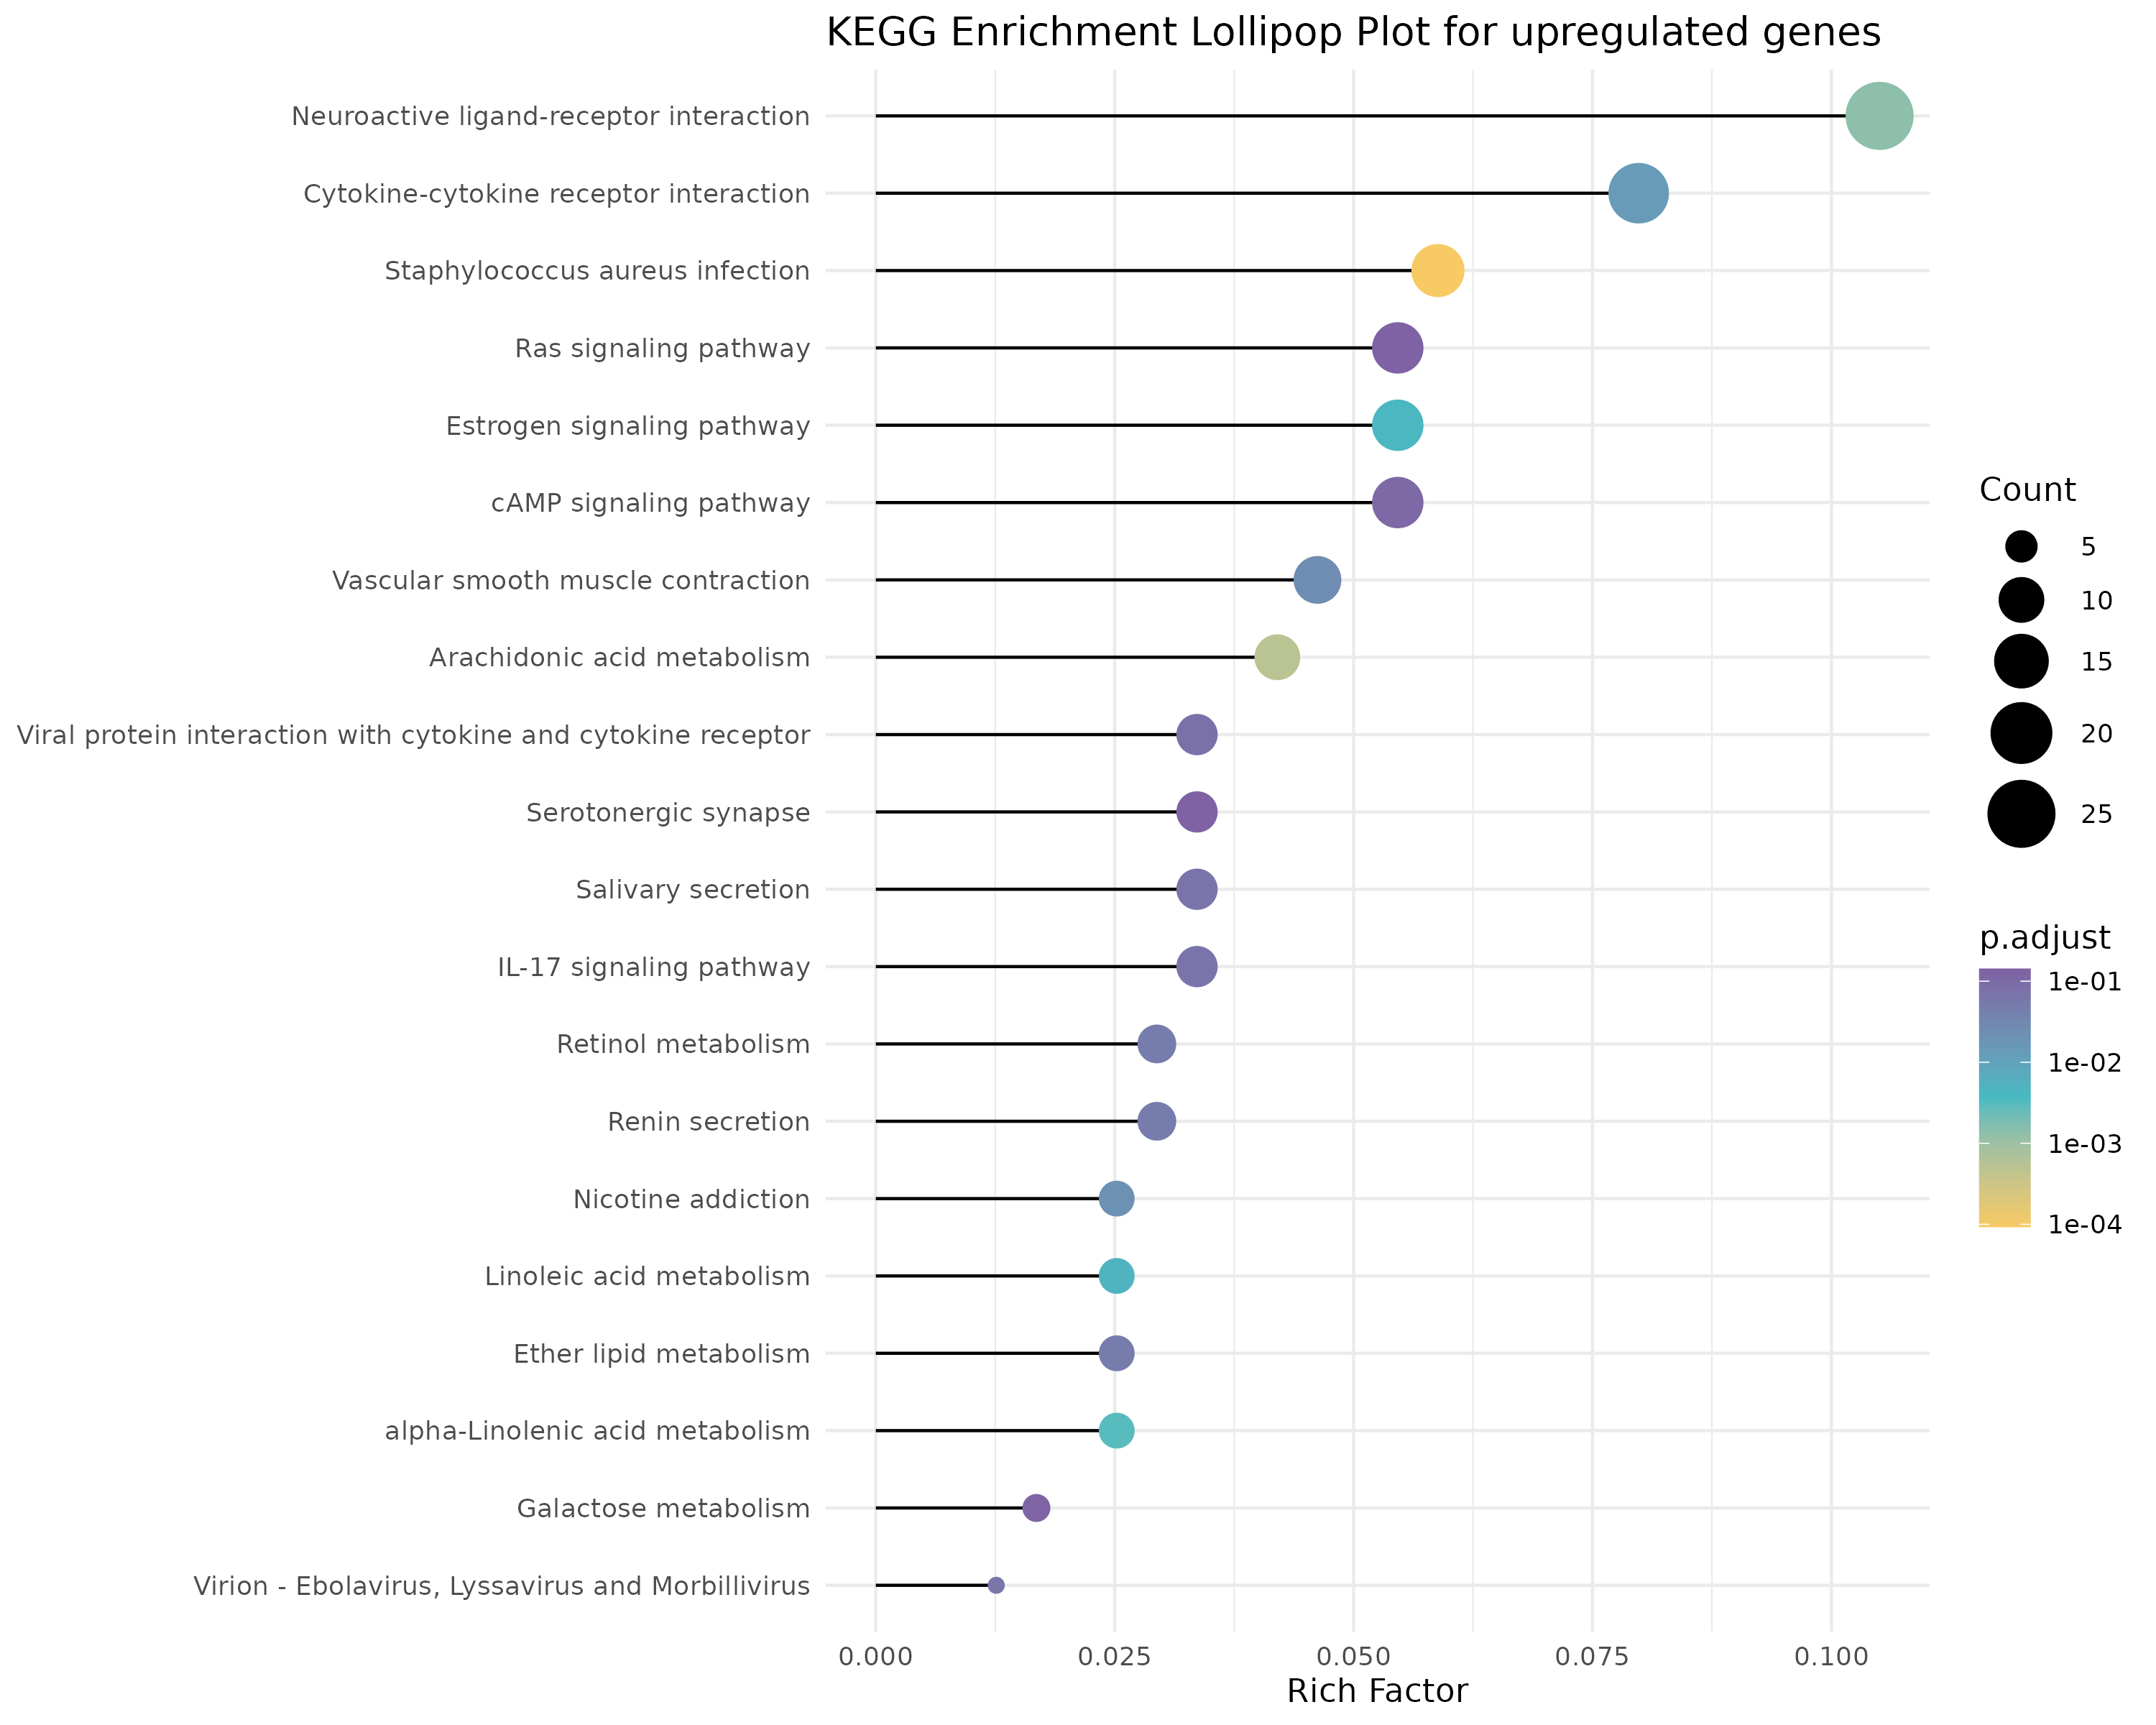 KEGG Enrichment Lollipop Plot for upregulated genes
Neuroactive ligand-receptor interaction
Cytokine-cytokine receptor interaction
Staphylococcus aureus infection
Ras signaling pathway
Estrogen signaling pathway
cAMP signaling pathway
Vascular smooth muscle contraction
Arachidonic acid metabolism
Viral protein interaction with cytokine and cytokine receptor
Serotonergic synapse
Salivary secretion
IL-17 signaling pathway
Retinol metabolism
Renin secretion
Nicotine addiction
Linoleic acid metabolism
Ether lipid metabolism
alpha-Linolenic acid metabolism
Galactose metabolism
Virion - Ebolavirus, Lyssavirus and Morbillivirus
0.000 0.025 0.050 0.075 0.100
Rich Factor
Count
5
10
15
20
25
p.adjust
1e-01
1e-02
1e-03
1e-04